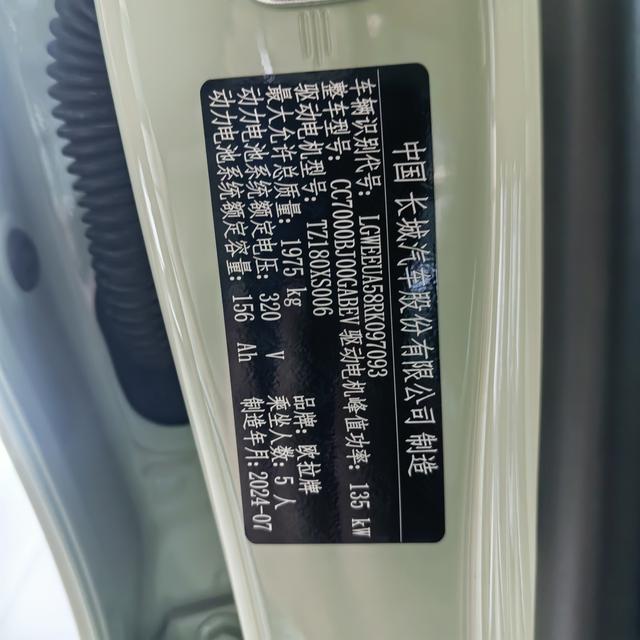 中国 长城汽车股份有限公司 制造
车辆识别代号: LGWEEUA58RK097093
整车型号: CC7000BJ00GABEV 驱动电机峰值功率: 135 kW
驱动电机型号: TZ180XS006
最大允许总质量: 1975 kg 品牌: 欧拉牌
动力电池系统额定电压: 320 V 乘坐人数: 5 人
动力电池系统额定容量: 156 Ah 制造年月: 2024-07